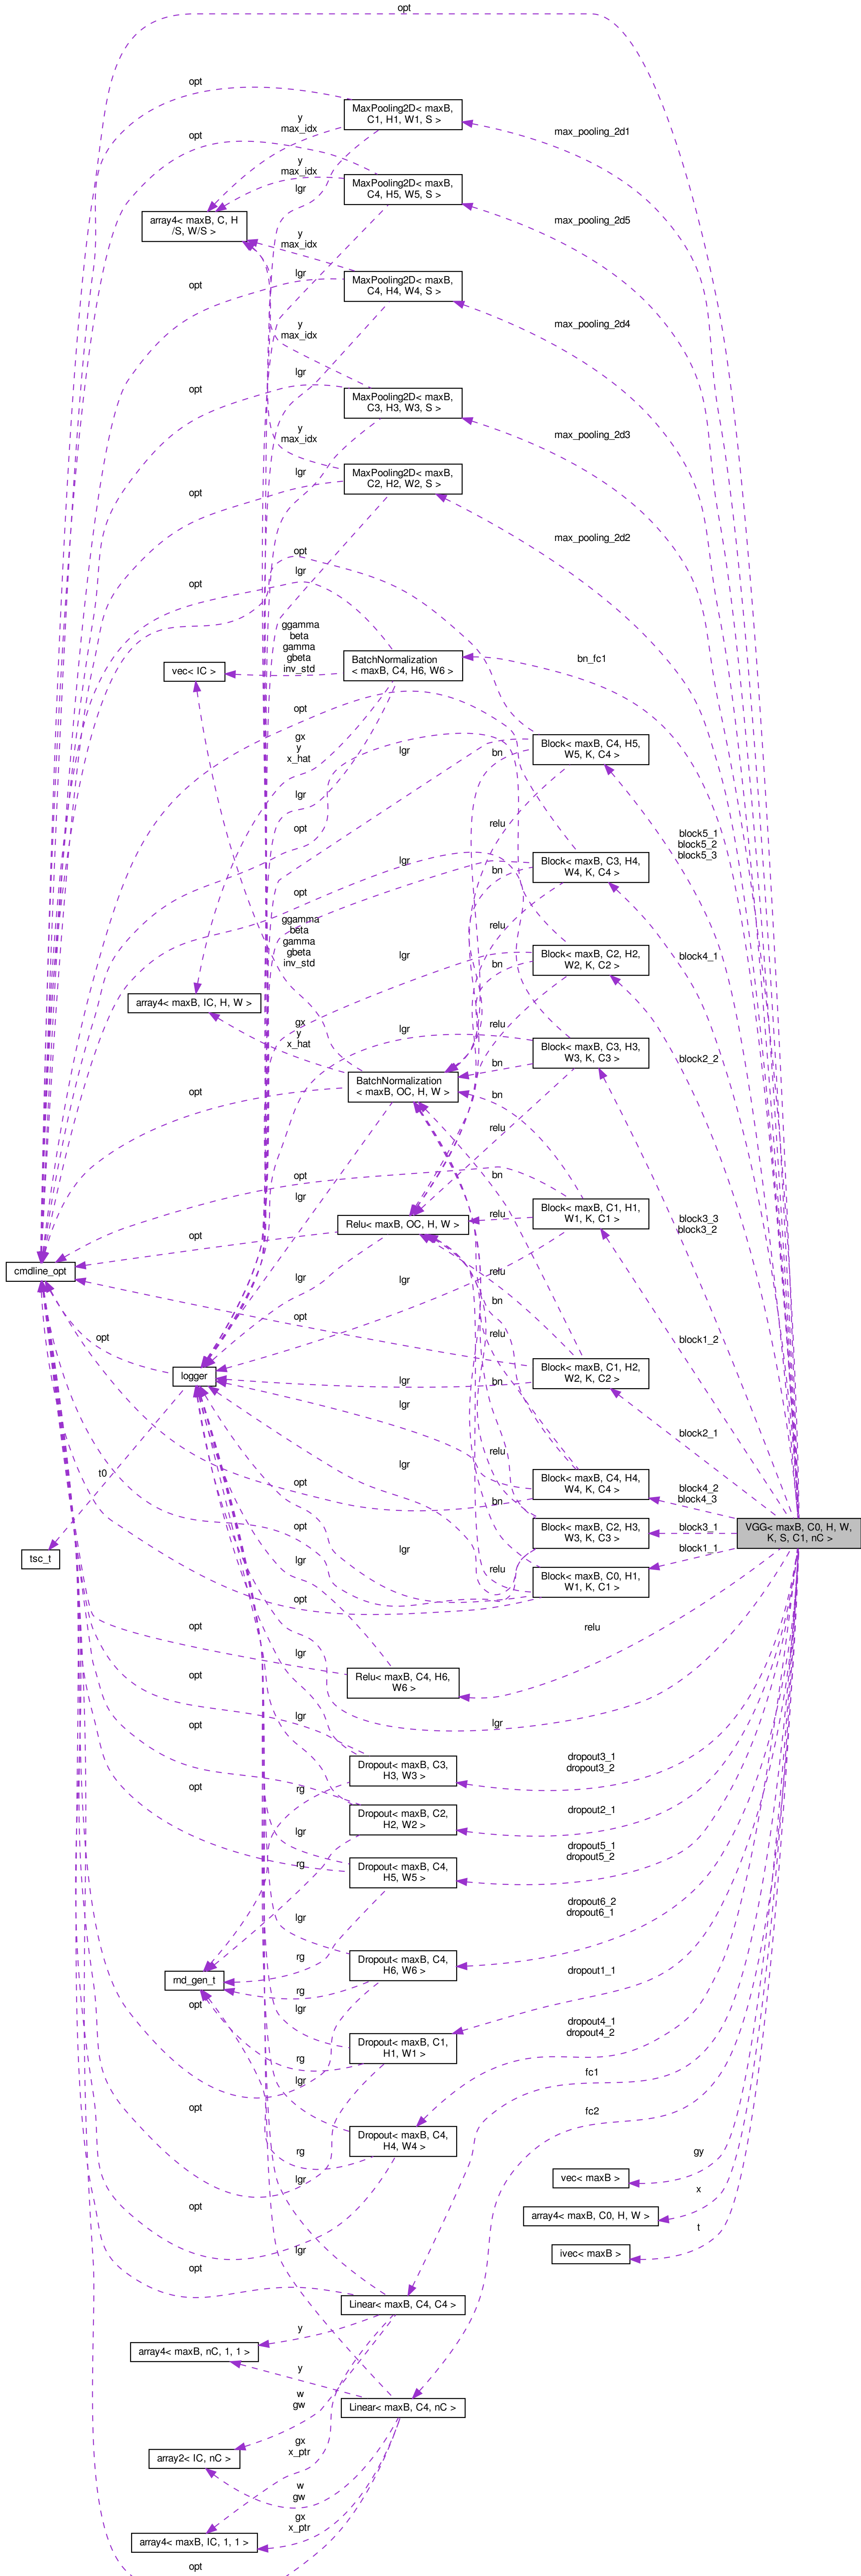 opt
opt
MaxPooling2D< maxB,
C1, H1, W1, S >
y
max_idx
max_pooling_2d1
opt
y
max_idx
lgr
MaxPooling2D< maxB,
C4, H5, W5, S >
array4< maxB, C, H
/S, W/S >
max_pooling_2d5
y
max_idx
lgr
opt
MaxPooling2D< maxB,
C4, H4, W4, S >
max_pooling_2d4
y
max_idx
lgr
opt
MaxPooling2D< maxB,
C3, H3, W3, S >
max_pooling_2d3
y
max_idx
lgr
opt
MaxPooling2D< maxB,
C2, H2, W2, S >
max_pooling_2d2
opt
lgr
opt
ggamma
beta
gamma
gbeta
inv_std
vec< IC >
BatchNormalization
< maxB, C4, H6, W6 >
bn_fc1
opt
gx
y
x_hat
lgr
bn
Block< maxB, C4, H5,
W5, K, C4 >
lgr
opt
relu
block5_1
block5_2
block5_3
lgr
bn
Block< maxB, C3, H4,
W4, K, C4 >
opt
ggamma
beta
gamma
gbeta
inv_std
relu
lgr
bn
Block< maxB, C2, H2,
W2, K, C2 >
block4_1
array4< maxB, IC, H, W >
gx
y
x_hat
lgr
relu
Block< maxB, C3, H3,
W3, K, C3 >
block2_2
bn
BatchNormalization
< maxB, OC, H, W >
opt
bn
relu
opt
lgr
bn
relu
Block< maxB, C1, H1,
W1, K, C1 >
block3_3
block3_2
Relu< maxB, OC, H, W >
opt
cmdline_opt
lgr
lgr
relu
bn
opt
relu
block1_2
opt
logger
lgr
bn
Block< maxB, C1, H2,
W2, K, C2 >
lgr
block2_1
relu
lgr
t0
opt
bn
Block< maxB, C4, H4,
W4, K, C4 >
block4_2
block4_3
opt
Block< maxB, C2, H3,
W3, K, C3 >
block3_1
VGG< maxB, C0, H, W,
K, S, C1, nC >
tsc_t
lgr
lgr
relu
Block< maxB, C0, H1,
W1, K, C1 >
block1_1
opt
opt
relu
lgr
opt
Relu< maxB, C4, H6,
W6 >
lgr
lgr
opt
Dropout< maxB, C3,
H3, W3 >
dropout3_1
dropout3_2
rg
opt
Dropout< maxB, C2,
H2, W2 >
dropout2_1
lgr
rg
Dropout< maxB, C4,
H5, W5 >
dropout5_1
dropout5_2
lgr
rg
Dropout< maxB, C4,
H6, W6 >
dropout6_2
dropout6_1
rnd_gen_t
rg
opt
lgr
dropout1_1
rg
Dropout< maxB, C1,
H1, W1 >
dropout4_1
dropout4_2
lgr
fc1
opt
fc2
rg
Dropout< maxB, C4,
H4, W4 >
lgr
gy
vec< maxB >
x
opt
array4< maxB, C0, H, W >
t
lgr
ivec< maxB >
opt
Linear< maxB, C4, C4 >
y
array4< maxB, nC, 1, 1 >
y
w
gw
Linear< maxB, C4, nC >
gx
x_ptr
array2< IC, nC >
w
gw
gx
x_ptr
array4< maxB, IC, 1, 1 >
opt